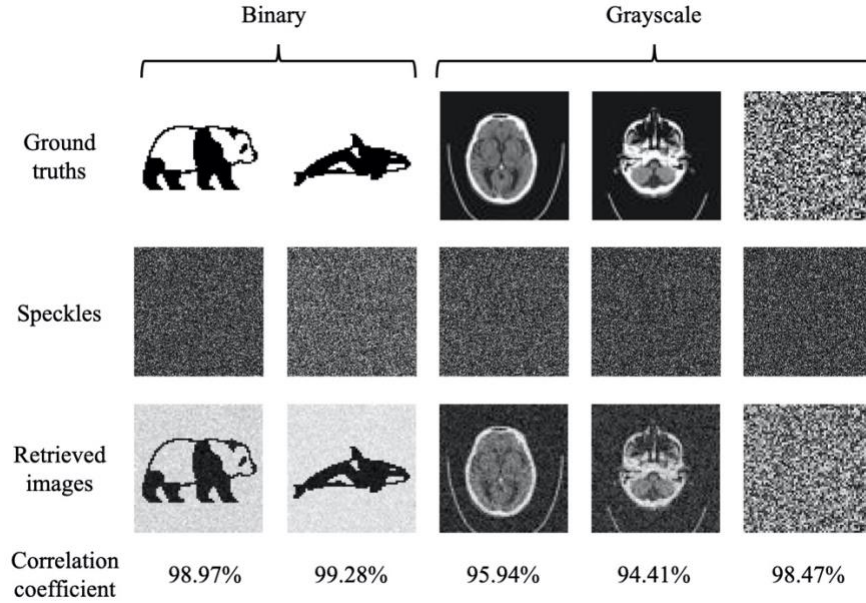 Binary
Grayscale
Ground
truths
Speckles
Retrieved
images
Correlation
coefficient
98.97%
99.28%
95.94%
94.41%
98.47%